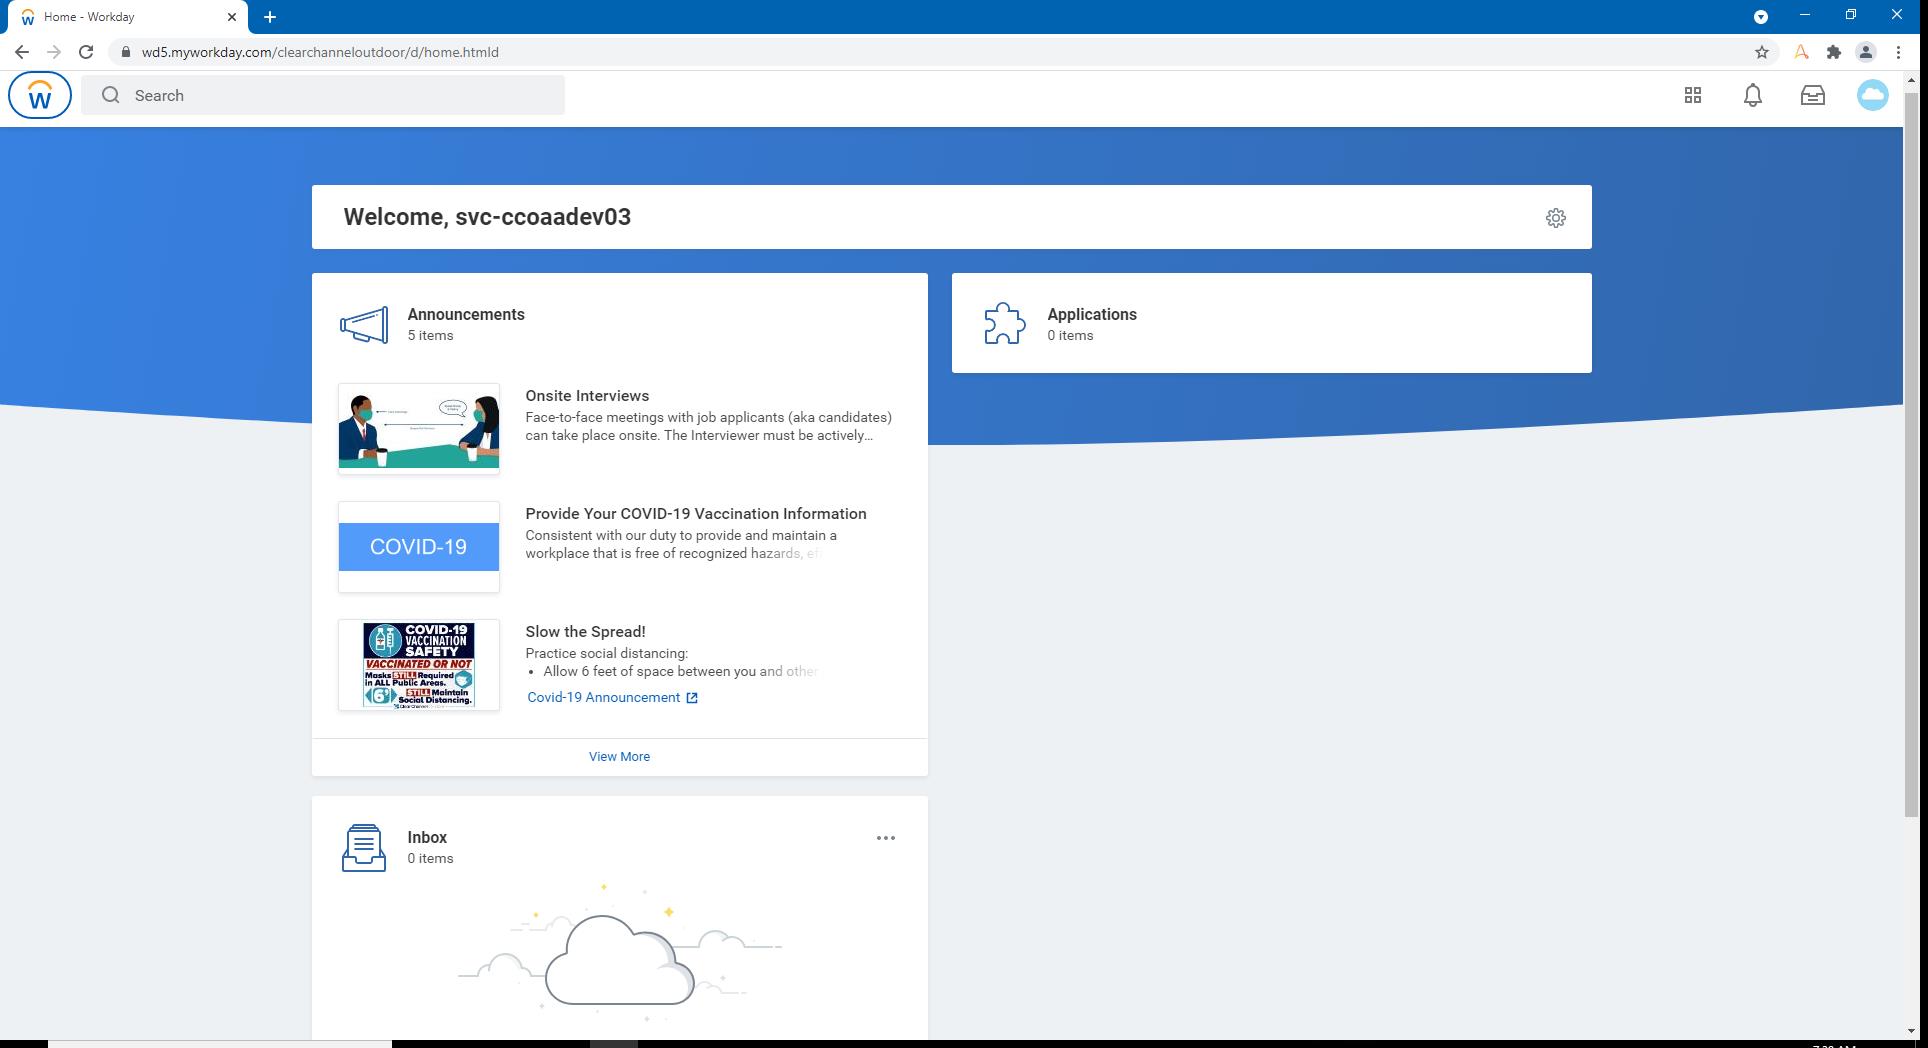 Home - Workday
wd5.myworkday.com/clearchanneloutdoor/d/home.htmld
W
Search
Welcome, svc-ccoaadev03
Announcements
5 items
Applications
0 items
Onsite Interviews
Face-to-face meetings with job applicants (aka candidates)
can take place onsite. The Interviewer must be actively...
Provide Your COVID-19 Vaccination Information
Consistent with our duty to provide and maintain a
workplace that is free of recognized hazards,
COVID-19
COVID-19
VACCINATION
SAFETY
VACCINATED OR NOT
Masks STILL Required
in ALL Public Areas.
6' STILL Maintain
Social Distancing.
Clear Channel
Slow the Spread!
Practice social distancing:
• Allow 6 feet of space between you and other
Covid-19 Announcement
View More
Inbox
0 items